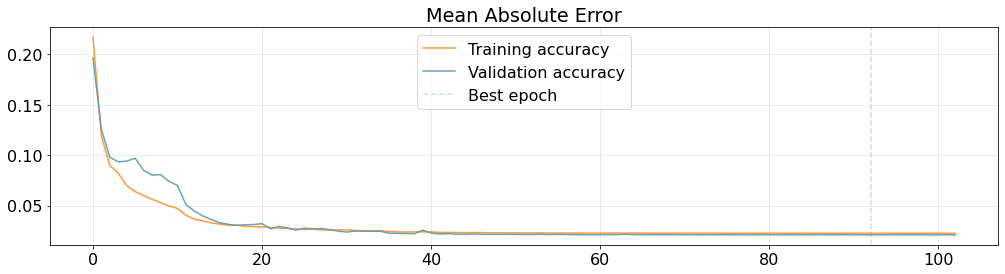 Mean Absolute Error
Training accuracy
Validation accuracy
Best epoch
0.20
0.15
0.10
0.05
0 20 40 60 80 100